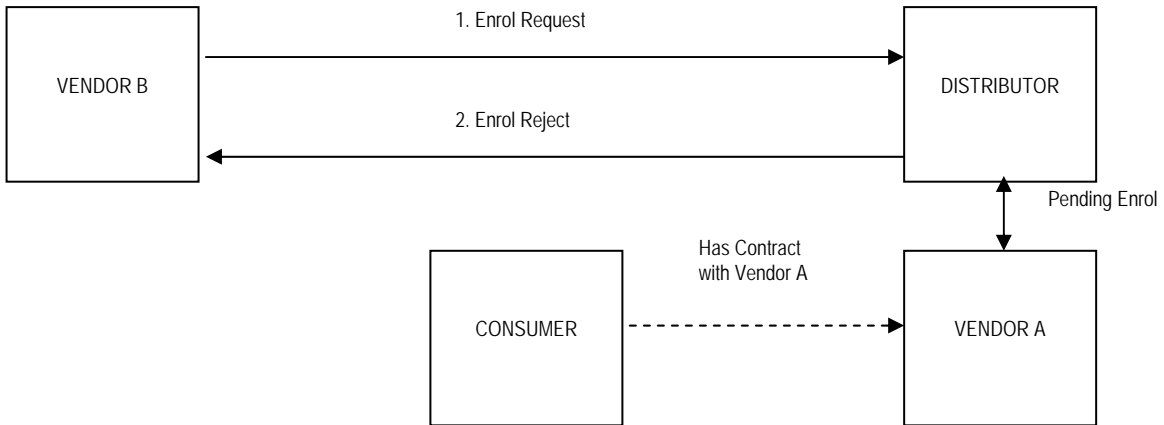 1. Enrol Request
VENDOR B
DISTRIBUTOR
2. Enrol Reject
Pending Enrol
Has Contract
with Vendor A
CONSUMER
VENDOR A